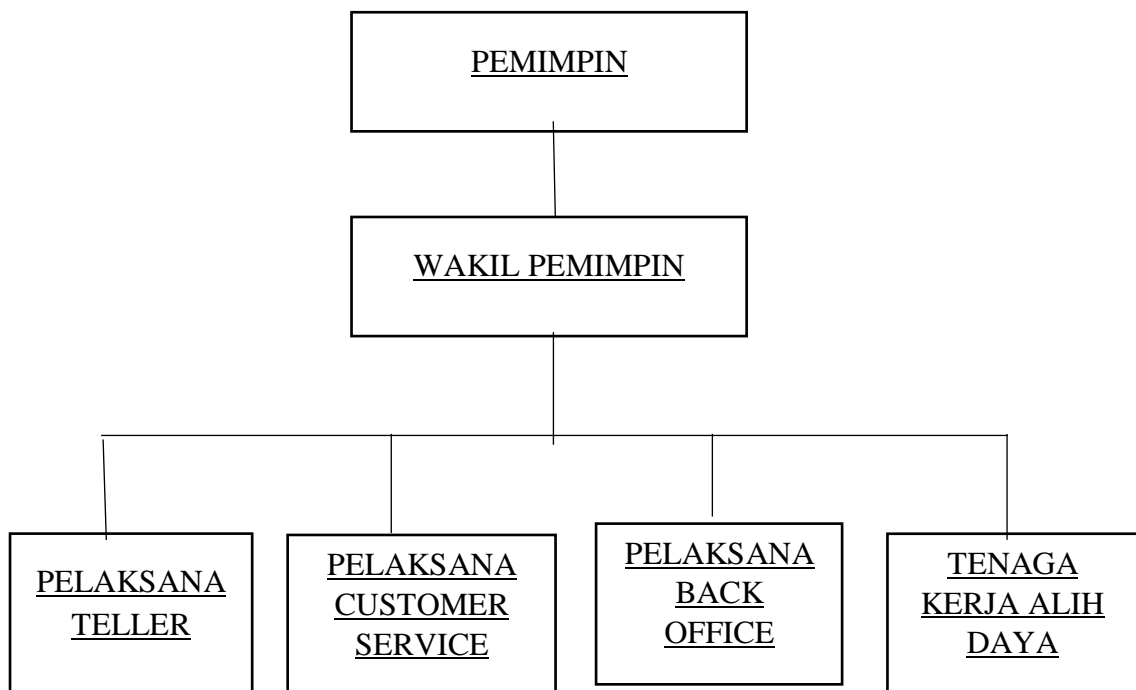 PEMIMPIN
WAKIL PEMIMPIN
PELAKSANA
TELLER
PELAKSANA
CUSTOMER
SERVICE
PELAKSANA
BACK
OFFICE
TENAGA
KERJA ALIH
DAYA